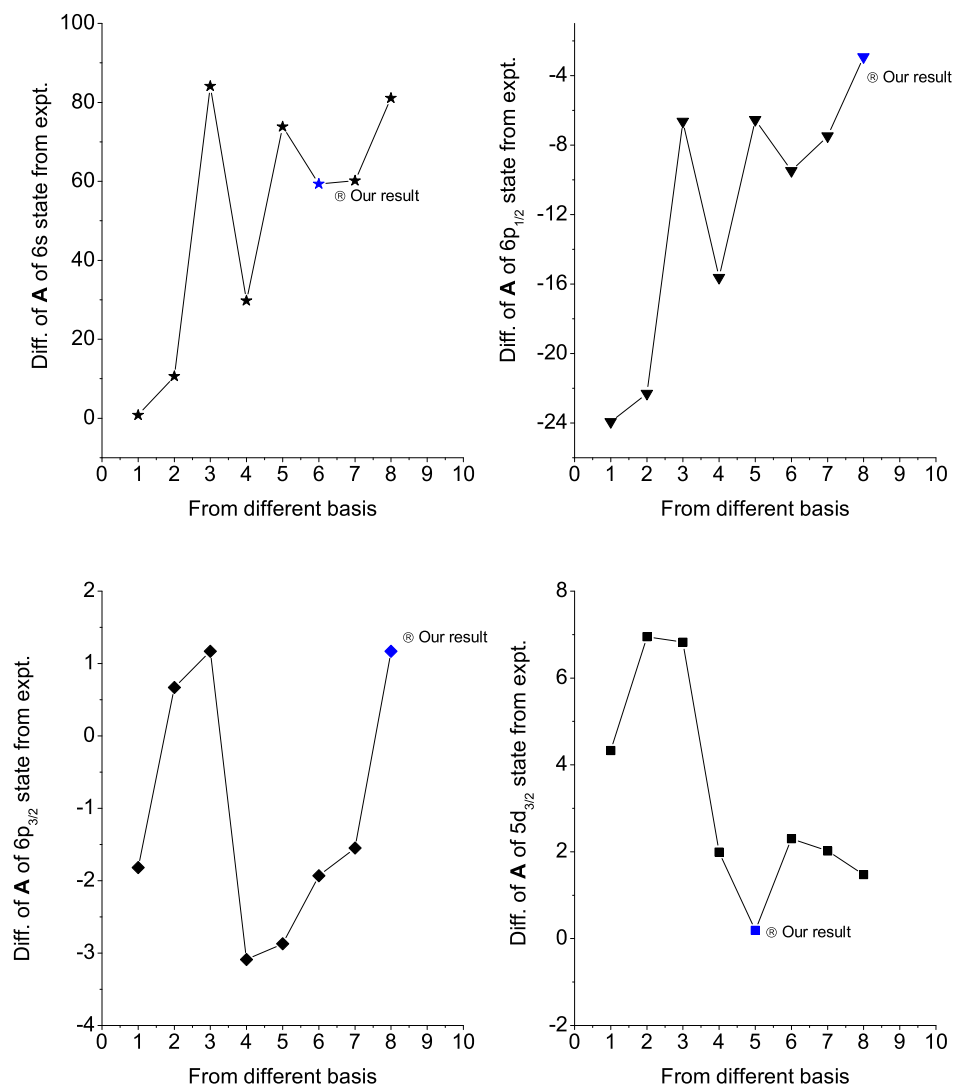 100
80
60
40
20
0
Diff. of A of 6s state from expt.
® Our result
0 1 2 3 4 5 6 7 8 9 10
From different basis
-4
-8
-12
-16
-20
-24
Diff. of A of 6p1/2 state from expt.
® Our result
0 1 2 3 4 5 6 7 8 9 10
From different basis
2
1
0
-1
-2
-3
-4
Diff. of A of 6p3/2 state from expt.
® Our result
0 1 2 3 4 5 6 7 8 9 10
From different basis
8
6
4
2
0
-2
Diff. of A of 5d3/2 state from expt.
® Our result
0 1 2 3 4 5 6 7 8 9 10
From different basis